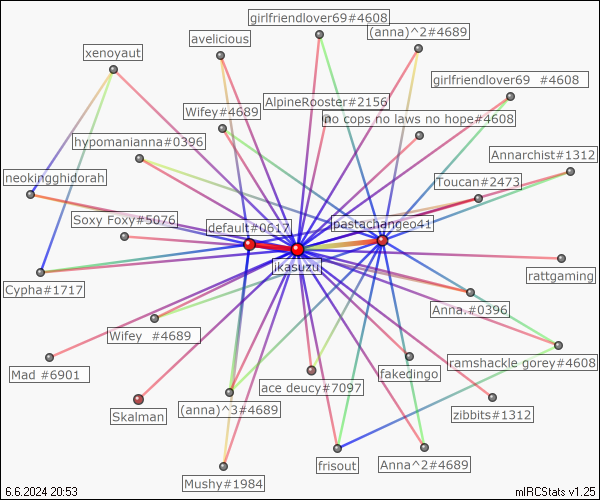 girlfriendlover69#4608
(anna)^2#4689
avelicious
xenoyaut
girlfriendlover69 #4608
AlpineRooster#2156
Wifey#4689
no cops no laws no hope#4608
hypomanianna#0396
Annarchist#1312
neokingghidorah
Toucan#2473
Soxy Foxy#5076
default#0617
pastachangeo41
jkasuzu
rattgaming
Cypha#1717
Anna.#0396
Wifey #4689
ramshackle gorey#4608
Mad #6901
fakedingo
ace deucy#7097
Skalman
(anna)^3#4689
zibbits#1312
frisout
Anna^2#4689
Mushy#1984
6.6.2024 20:53
mIRCStats v1.25